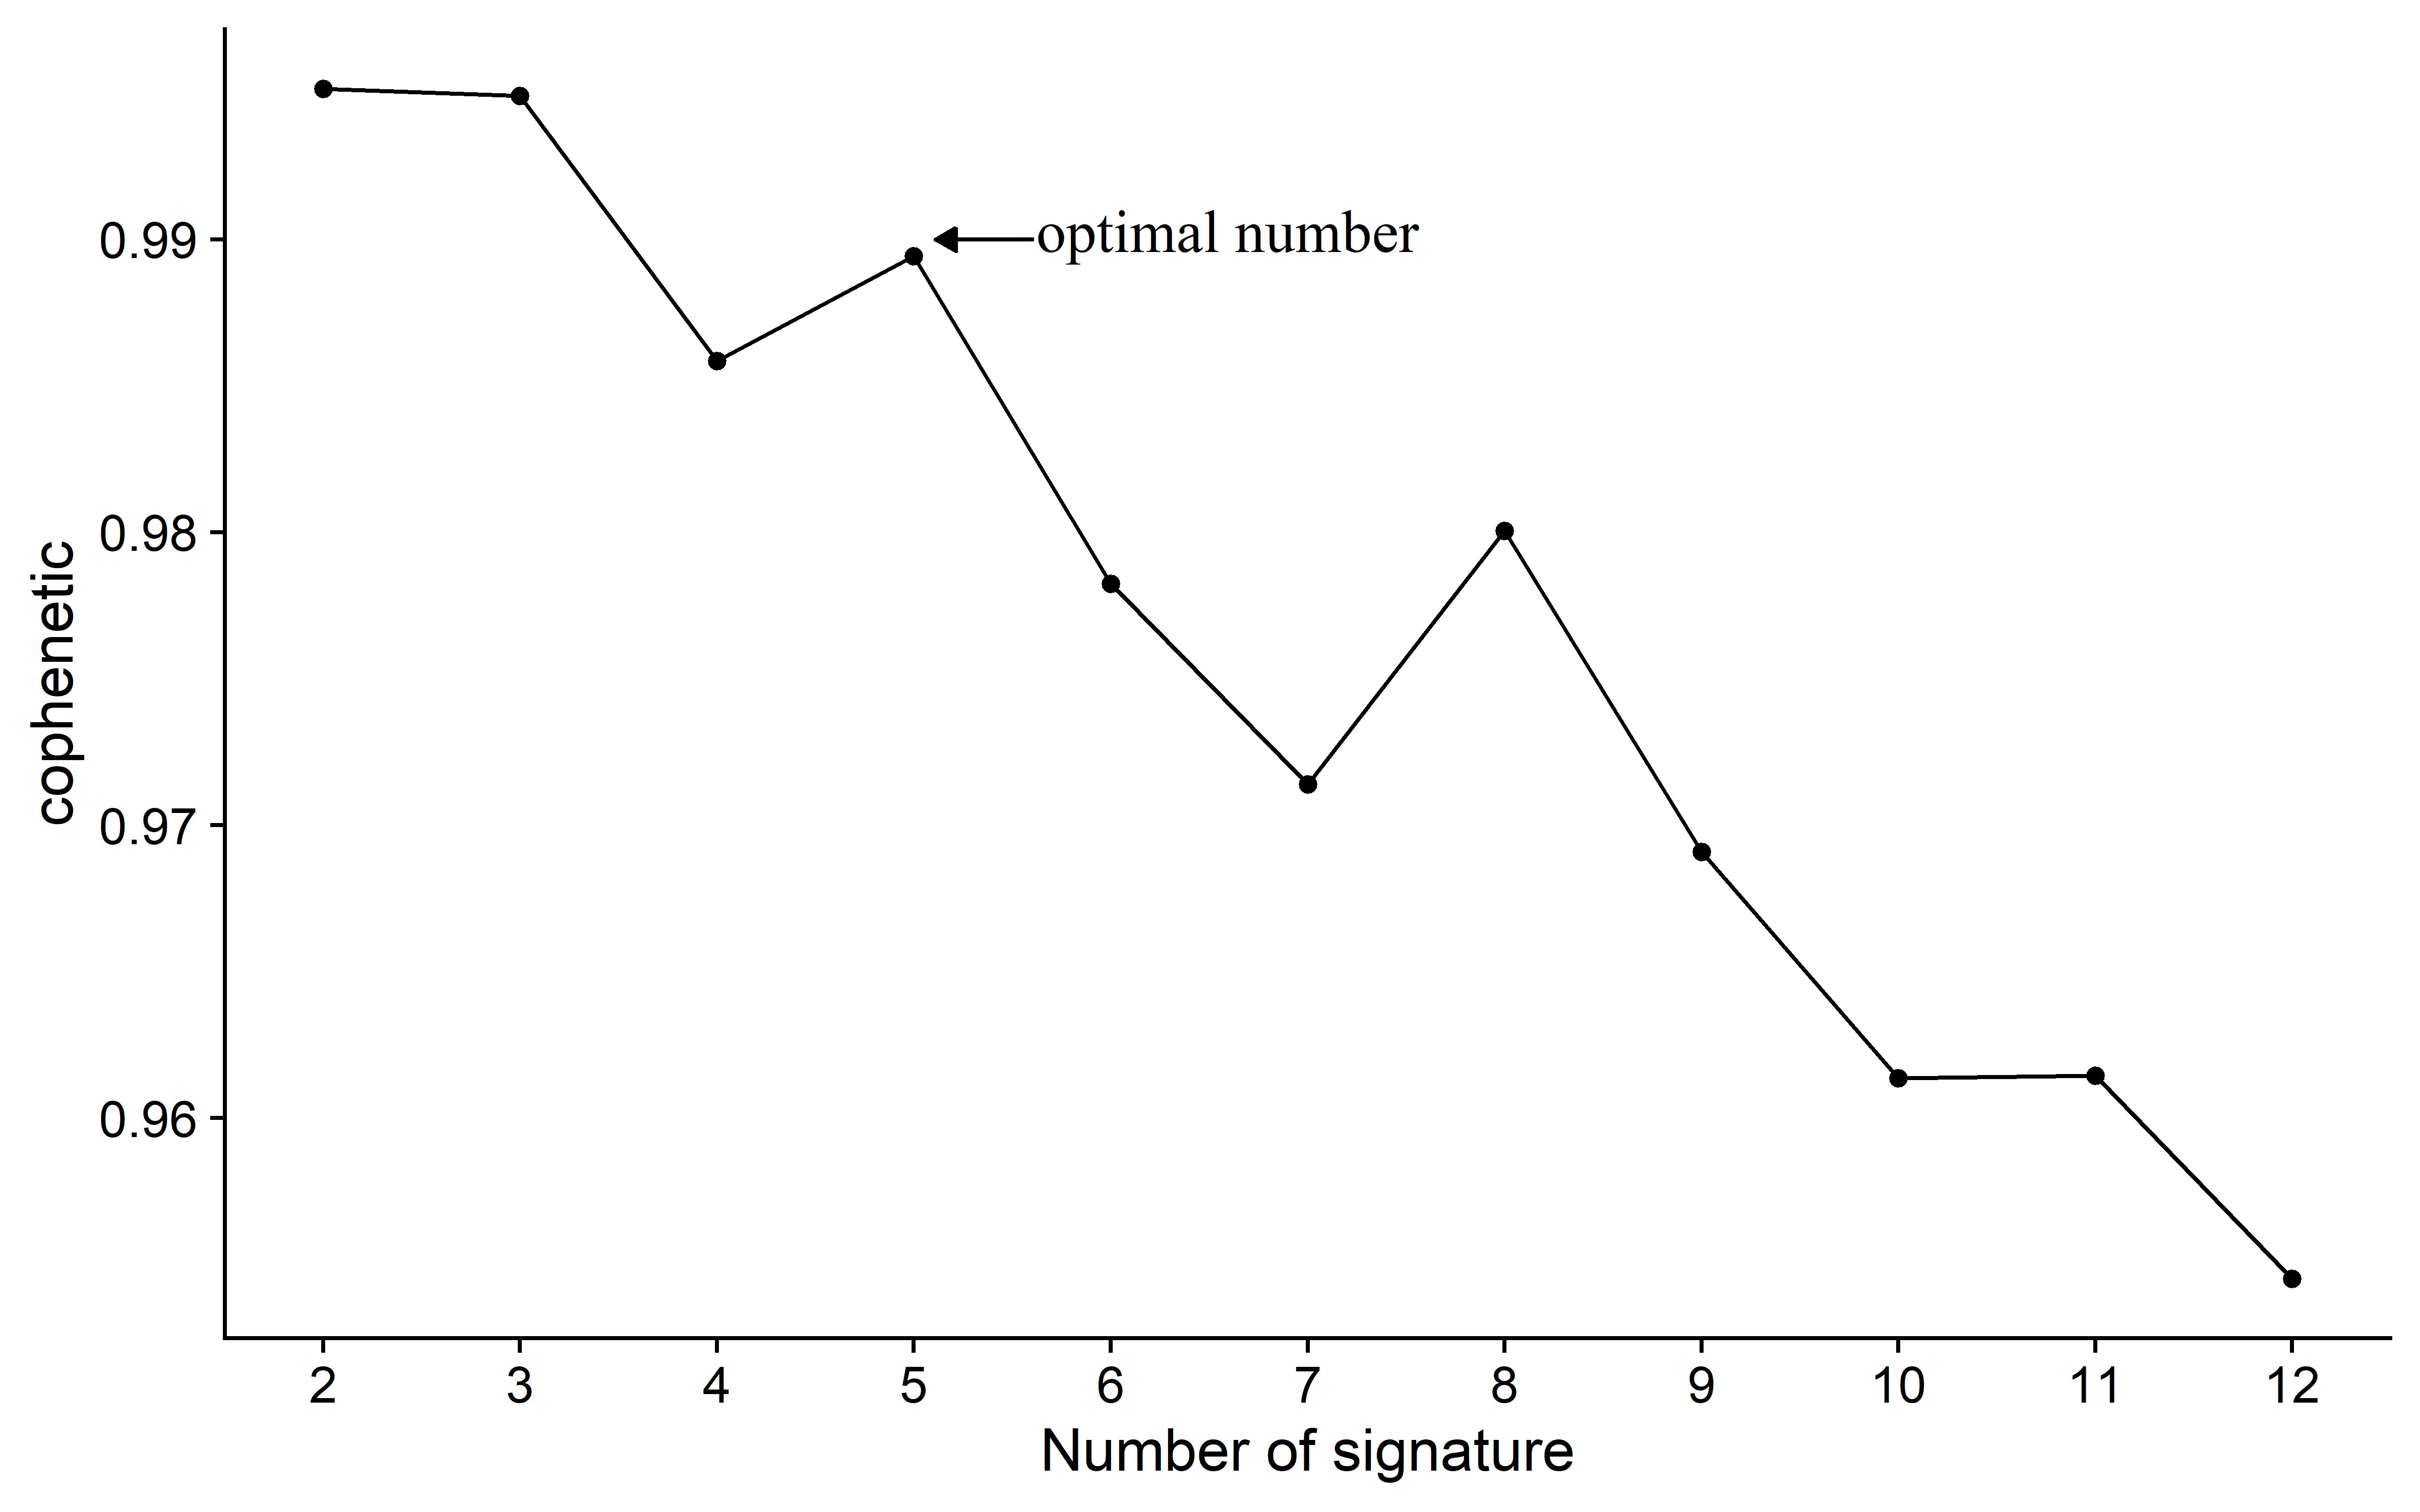 optimal number
0.99
0.98
0.97
0.96
cophenetic
2 3 4 5 6 7 8 9 10 11 12
Number of signature